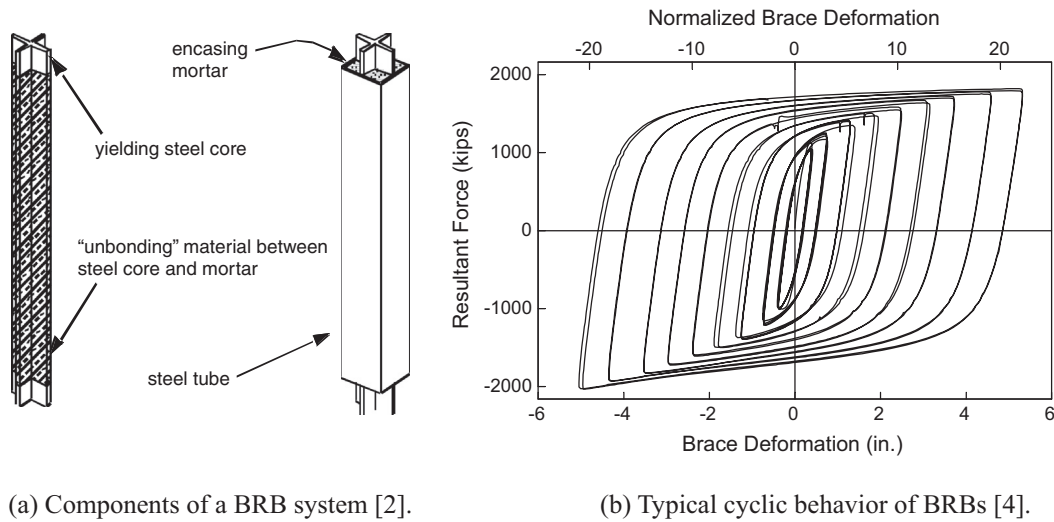 encasing
mortar
yielding steel core
“unbonding” material between
steel core and mortar
steel tube
Normalized Brace Deformation
-20 -10 0 10 20
2000
1000
0
-1000
-2000
Resultant Force (kips)
-6 -4 -2 0 2 4 6
Brace Deformation (in.)
(a) Components of a BRB system [2].
(b) Typical cyclic behavior of BRBs [4].